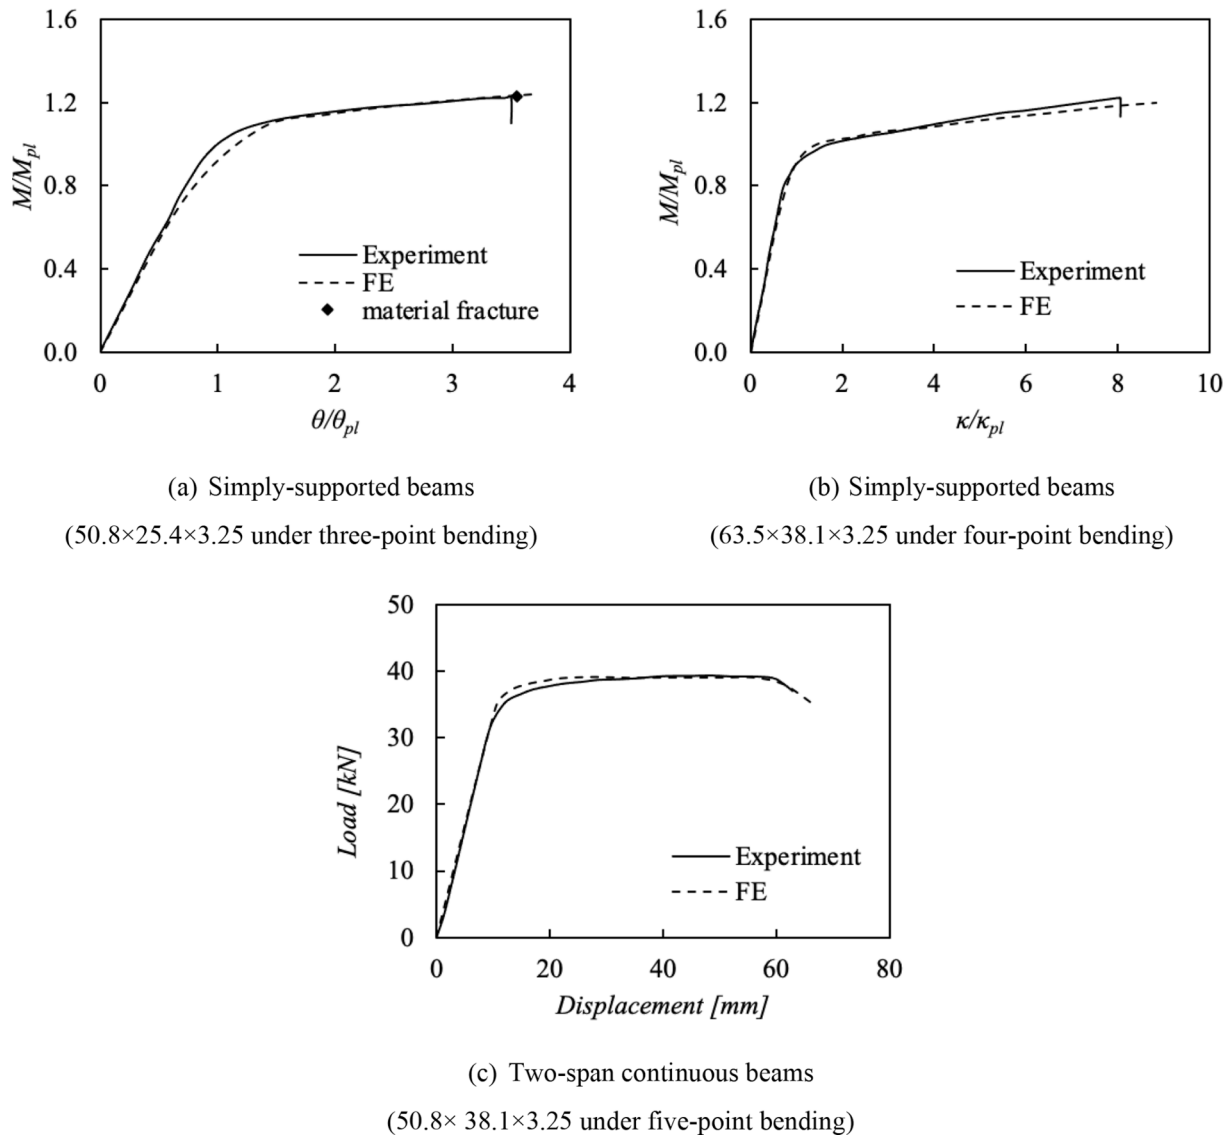 1.6
1.2
0.8
0.4
0.0
M/M_pl
0 1 2 3 4
θ/θ_pl
Experiment
FE
material fracture
(a) Simply-supported beams
(50.8×25.4×3.25 under three-point bending)
1.6
1.2
0.8
0.4
0.0
M/M_pl
0 2 4 6 8 10
κ/κ_pl
Experiment
FE
(b) Simply-supported beams
(63.5×38.1×3.25 under four-point bending)
50
40
30
20
10
0
Load [kN]
0 20 40 60 80
Displacement [mm]
Experiment
FE
(c) Two-span continuous beams
(50.8× 38.1×3.25 under five-point bending)